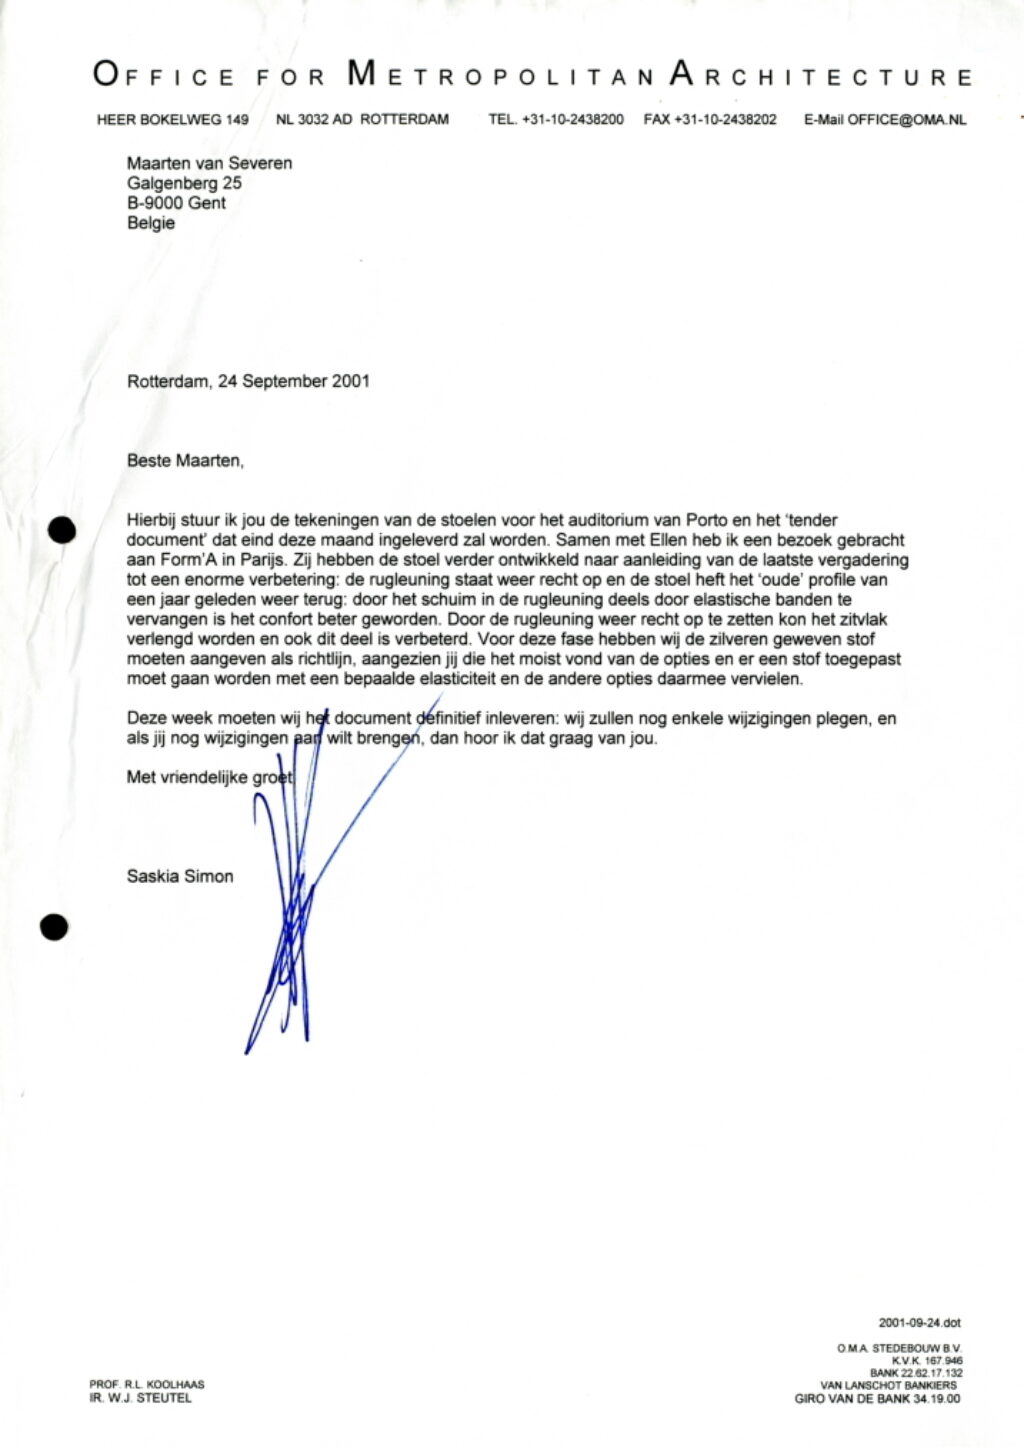 OFFICE FOR METROPOLITAN ARCHITECTURE
HEER BOKELWEG 149 NL 3032 AD ROTTERDAM TEL. +31-10-2438200 FAX +31-10-2438202 E-Mail OFFICE@OMA.NL
Maarten van Severen
Galgenberg 25
B-9000 Gent
Belgie
Rotterdam, 24 September 2001
Beste Maarten,
Hierbij stuur ik jou de tekeningen van de stoelen voor het auditorium van Porto en het 'tender
document' dat eind deze maand ingeleverd zal worden. Samen met Ellen heb ik een bezoek gebracht
aan Form'A in Parijs. Zij hebben de stoel verder ontwikkeld naar aanleiding van de laatste vergadering
tot een enorme verbetering: de rugleuning staat weer recht op en de stoel heft het 'oude' profile van
een jaar geleden weer terug: door het schuim in de rugleuning deels door elastische banden te
vervangen is het confort beter geworden. Door de rugleuning weer recht op te zetten kon het zitvlak
verlengd worden en ook dit deel is verbeterd. Voor deze fase hebben wij de zilveren geweven stof
moeten aangeven als richtlijn, aangezien jij die het moist vond van de opties en er een stof toegepast
moet gaan worden met een bepaalde elasticiteit en de andere opties daarmee vervielen.
Deze week moeten wij het document definitief inleveren: wij zullen nog enkele wijzigingen plegen, en
als jij nog wijzigingen aan wilt brengen, dan hoor ik dat graag van jou.
Met vriendelijke groet
Saskia Simon
2001-09-24.dot
O.M.A. STEDEBOUW B.V.
K.V.K. 167.946
BANK 22.62.17.132
VAN LANSCHOT BANKIERS
GIRO VAN DE BANK 34.19.00
PROF. R.L. KOOLHAAS
IR. W.J. STEUTEL